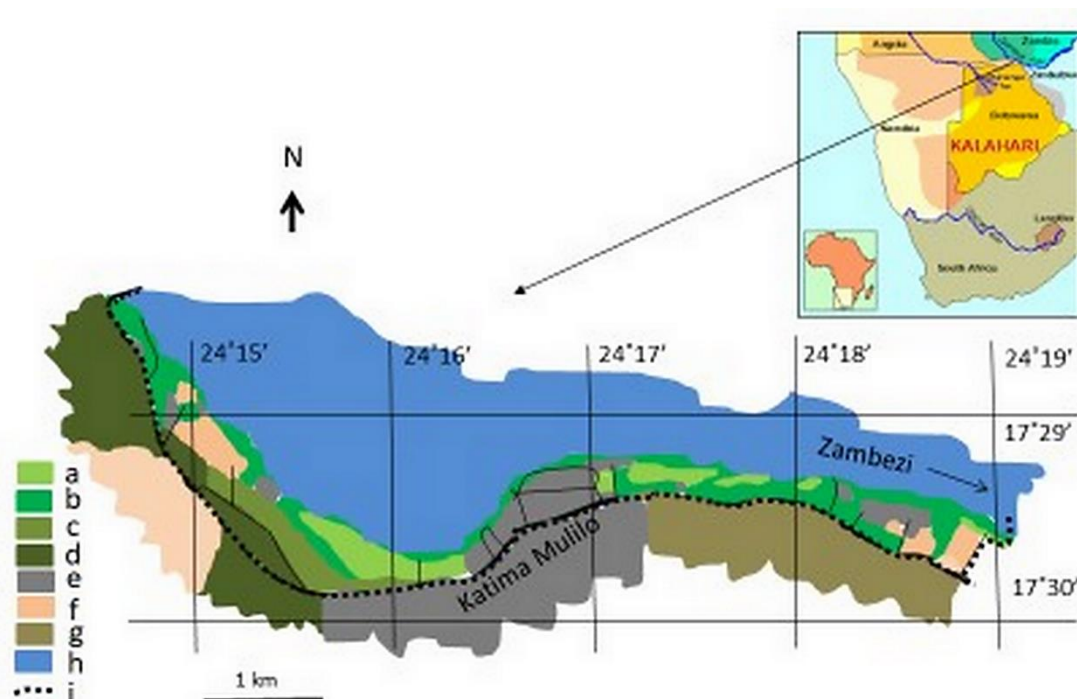 Angola
Zambia
Namibia
Botswana
KALAHARI
South Africa
N
24°15'
24°16'
24°17'
24°18'
24°19'
17°29'
Zambezi
Katima Mulilo
17°30'
a
b
c
d
e
f
g
h
i
1 km